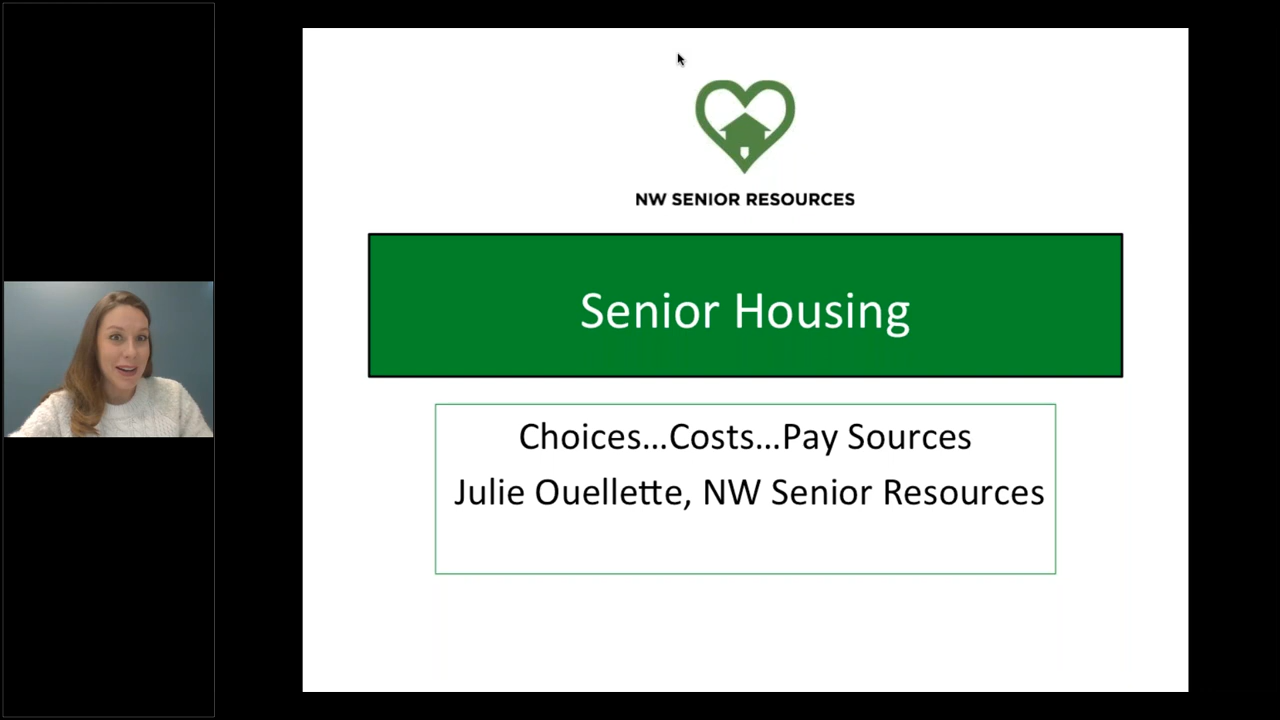 NW SENIOR RESOURCES
Senior Housing
Choices...Costs...Pay Sources
Julie Ouellette, NW Senior Resources